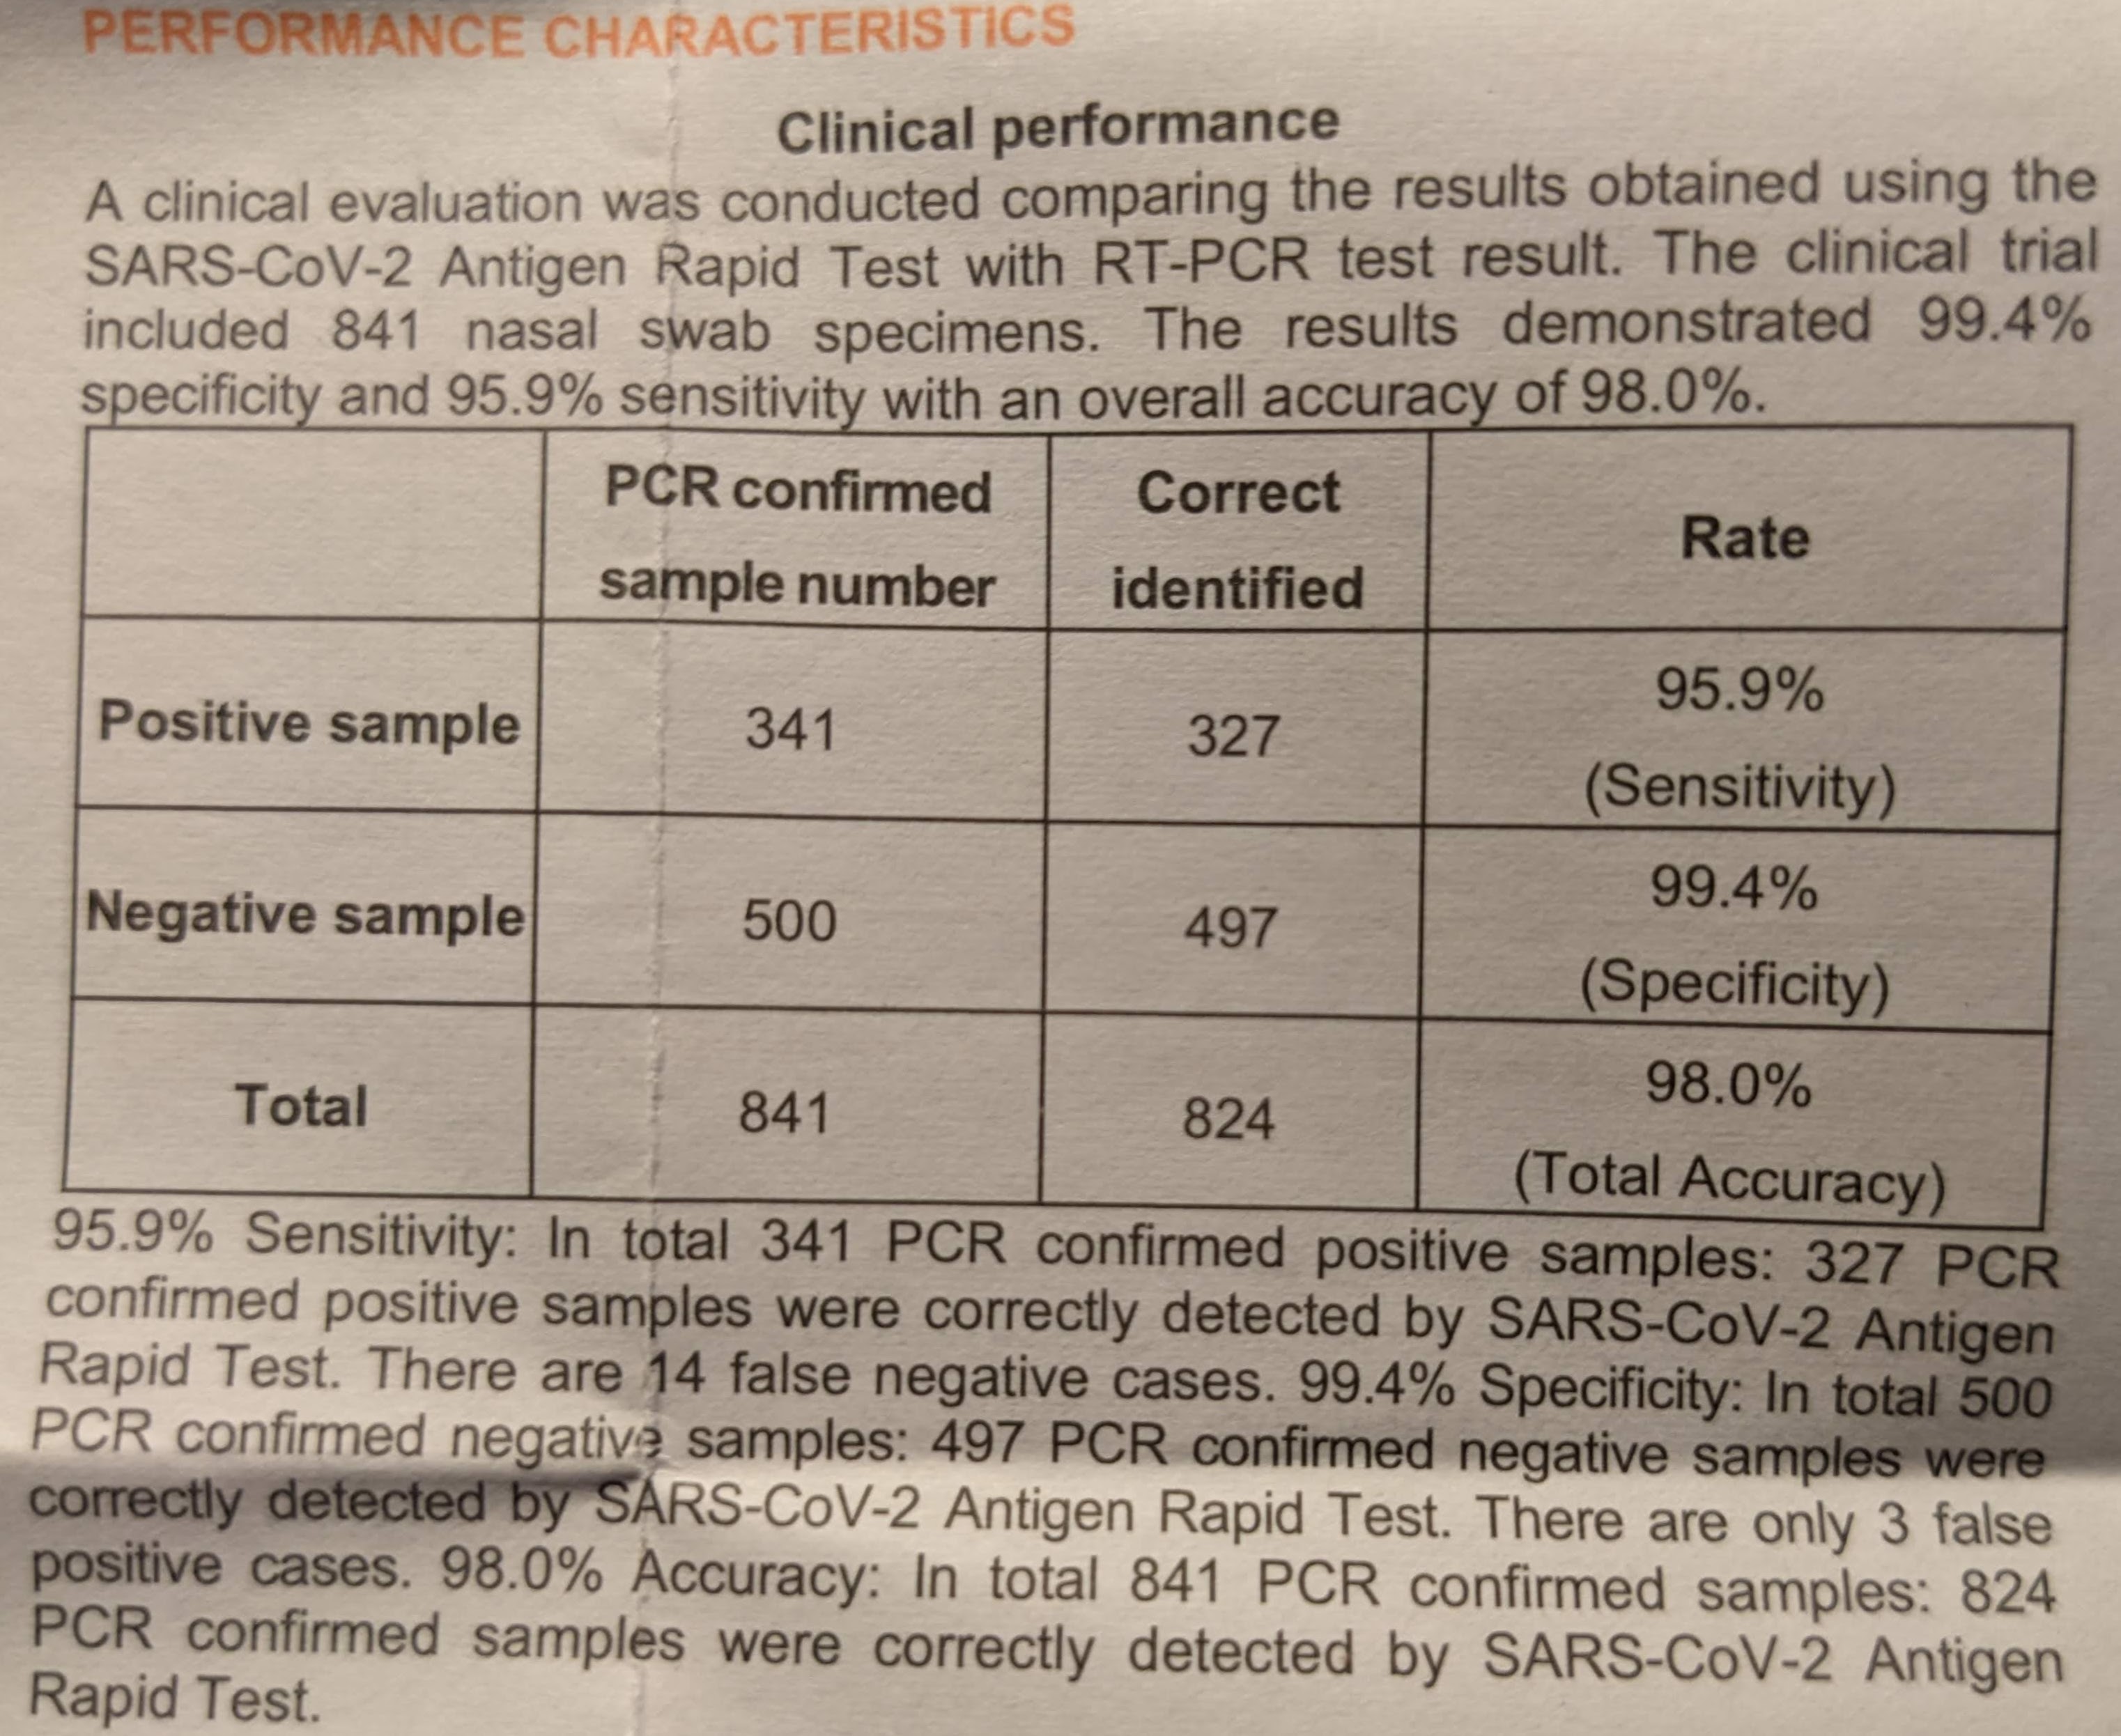 PERFORMANCE CHARACTERISTICS
Clinical performance
A clinical evaluation was conducted comparing the results obtained using the
SARS-CoV-2 Antigen Rapid Test with RT-PCR test result. The clinical trial
included 841 nasal swab specimens. The results demonstrated 99.4%
specificity and 95.9% sensitivity with an overall accuracy of 98.0%.
PCR confirmed
sample number
Correct
identified
Rate
Positive sample
341
327
95.9%
(Sensitivity)
Negative sample
500
497
99.4%
(Specificity)
Total
841
824
98.0%
(Total Accuracy)
95.9% Sensitivity: In total 341 PCR confirmed positive samples: 327 PCR
confirmed positive samples were correctly detected by SARS-CoV-2 Antigen
Rapid Test. There are 14 false negative cases. 99.4% Specificity: In total 500
PCR confirmed negative samples: 497 PCR confirmed negative samples were
correctly detected by SARS-CoV-2 Antigen Rapid Test. There are only 3 false
positive cases. 98.0% Accuracy: In total 841 PCR confirmed samples: 824
PCR confirmed samples were correctly detected by SARS-CoV-2 Antigen
Rapid Test.